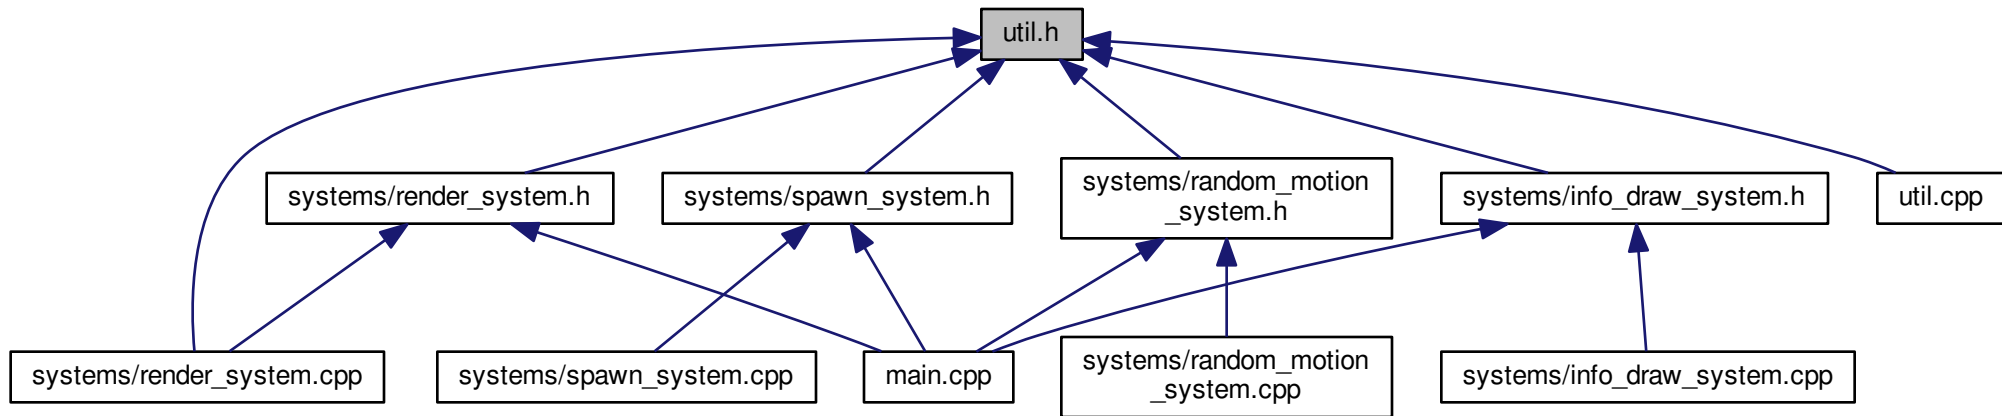 util.h
systems/render_system.h
systems/spawn_system.h
systems/random_motion
_system.h
systems/info_draw_system.h
util.cpp
systems/render_system.cpp
systems/spawn_system.cpp
main.cpp
systems/random_motion
_system.cpp
systems/info_draw_system.cpp